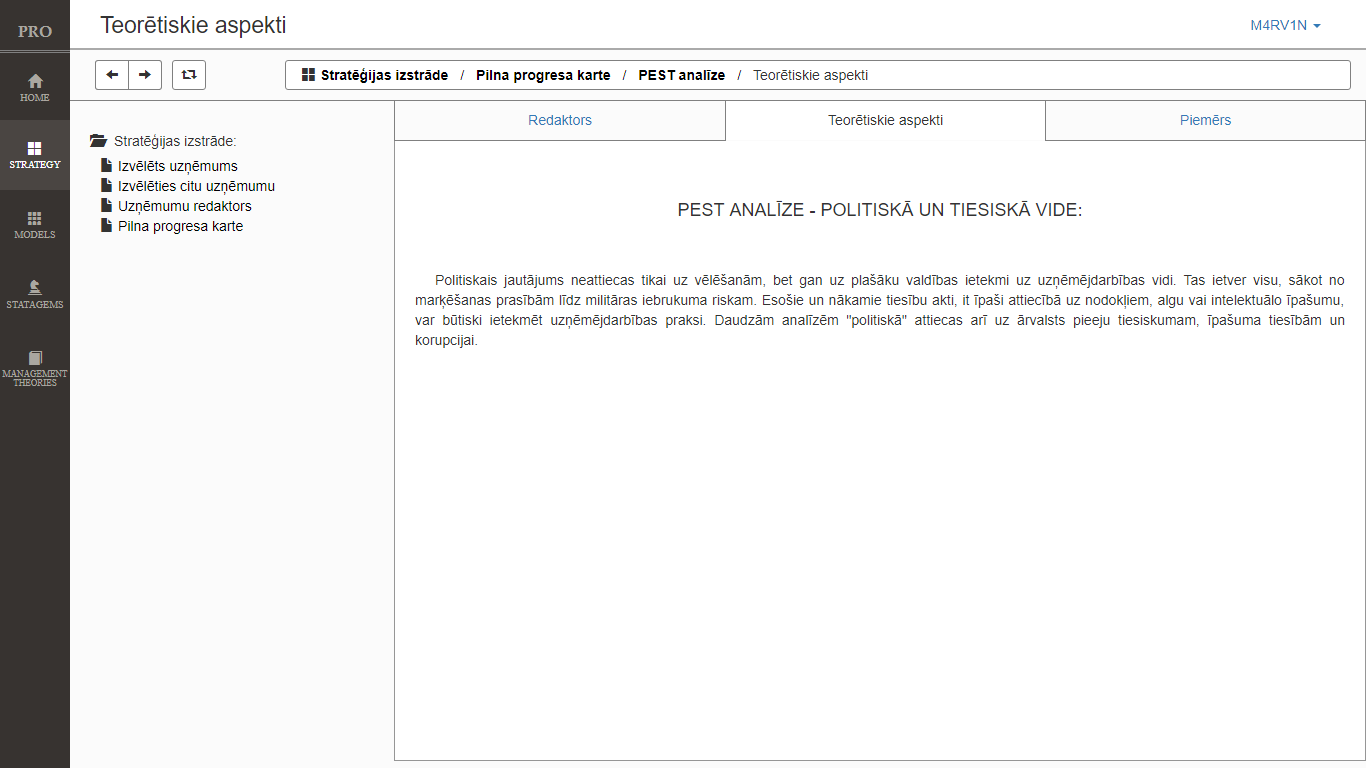 PRO
Teorētiskie aspekti
M4RV1N
HOME
STRATEGY
MODELS
STATAGEMS
MANAGEMENT
THEORIES
Stratēģijas izstrāde / Pilna progresa karte / PEST analīze / Teorētiskie aspekti
Stratēģijas izstrāde:
Izvēlēts uzņēmums
Izvēlēties citu uzņēmumu
Uzņēmumu redaktors
Pilna progresa karte
Redaktors
Teorētiskie aspekti
Piemērs
PEST ANALĪZE - POLITISKĀ UN TIESISKĀ VIDE:
Politiskais jautājums neattiecas tikai uz vēlēšanām, bet gan uz plašāku valdības ietekmi uz uzņēmējdarbības vidi. Tas ietver visu, sākot no
marķēšanas prasībām līdz militāras iebrukuma riskam. Esošie un nākamie tiesību akti, it īpaši attiecībā uz nodokļiem, algu vai intelektuālo īpašumu,
var būtiski ietekmēt uzņēmējdarbības praksi. Daudzām analīzēm "politiskā" attiecas arī uz ārvalsts pieeju tiesiskumam, īpašuma tiesībām un
korupcijai.